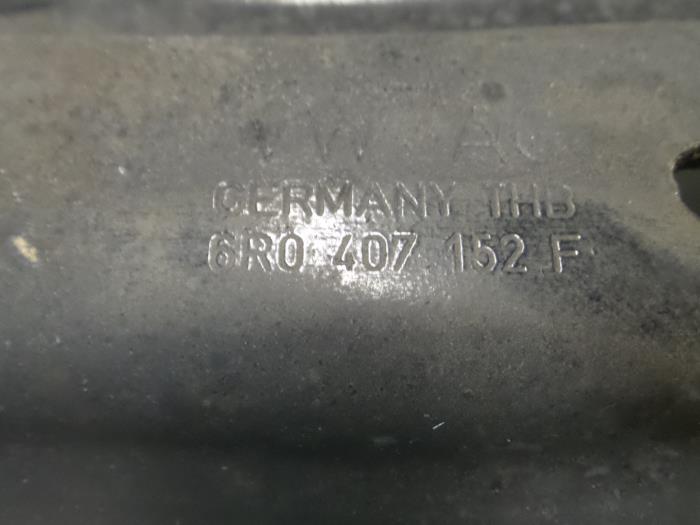 VW AG
GERMANY THB
6R0 407 152 F